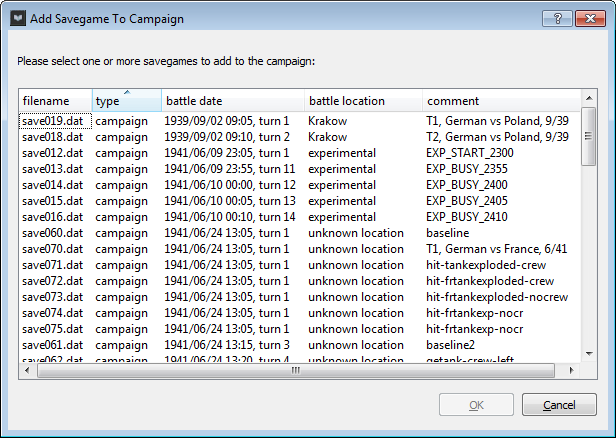 Add Savegame To Campaign
Please select one or more savegames to add to the campaign:
filename type battle date battle location comment
save019.dat campaign 1939/09/02 09:05, turn 1 Krakow T1, German vs Poland, 9/39
save018.dat campaign 1939/09/02 09:10, turn 2 Krakow T2, German vs Poland, 9/39
save012.dat campaign 1941/06/09 23:05, turn 1 experimental EXP_START_2300
save013.dat campaign 1941/06/09 23:55, turn 11 experimental EXP_BUSY_2355
save014.dat campaign 1941/06/10 00:00, turn 12 experimental EXP_BUSY_2400
save015.dat campaign 1941/06/10 00:05, turn 13 experimental EXP_BUSY_2405
save016.dat campaign 1941/06/10 00:10, turn 14 experimental EXP_BUSY_2410
save060.dat campaign 1941/06/24 13:05, turn 1 unknown location baseline
save070.dat campaign 1941/06/24 13:05, turn 1 unknown location T1, German vs France, 6/41
save071.dat campaign 1941/06/24 13:05, turn 1 unknown location hit-tankexploded-crew
save072.dat campaign 1941/06/24 13:05, turn 1 unknown location hit-frtankexploded-crew
save073.dat campaign 1941/06/24 13:05, turn 1 unknown location hit-frtankexploded-nocrew
save074.dat campaign 1941/06/24 13:05, turn 1 unknown location hit-frtankexp-nocr
save075.dat campaign 1941/06/24 13:05, turn 1 unknown location hit-frtankexp-nocr
save061.dat campaign 1941/06/24 13:15, turn 3 unknown location baseline2
save062.dat campaign 1941/06/24 13:20, turn 4 unknown location getank-crew-left
OK Cancel